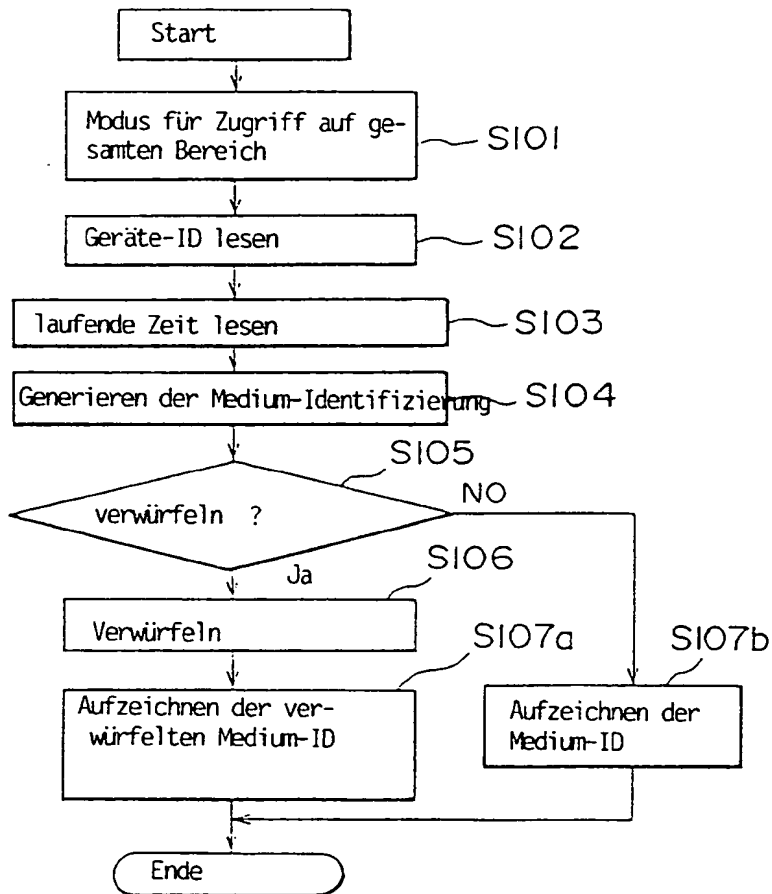 Start
Modus für Zugriff auf ge-
samten Bereich
S101
Geräte-ID lesen
S102
laufende Zeit lesen
S103
Generieren der Medium-Identifizierung
S104
S105
verwürfeln ?
NO
Ja
S106
Verwürfeln
S107a
S107b
Aufzeichnen der ver-
würfelten Medium-ID
Aufzeichnen der
Medium-ID
Ende